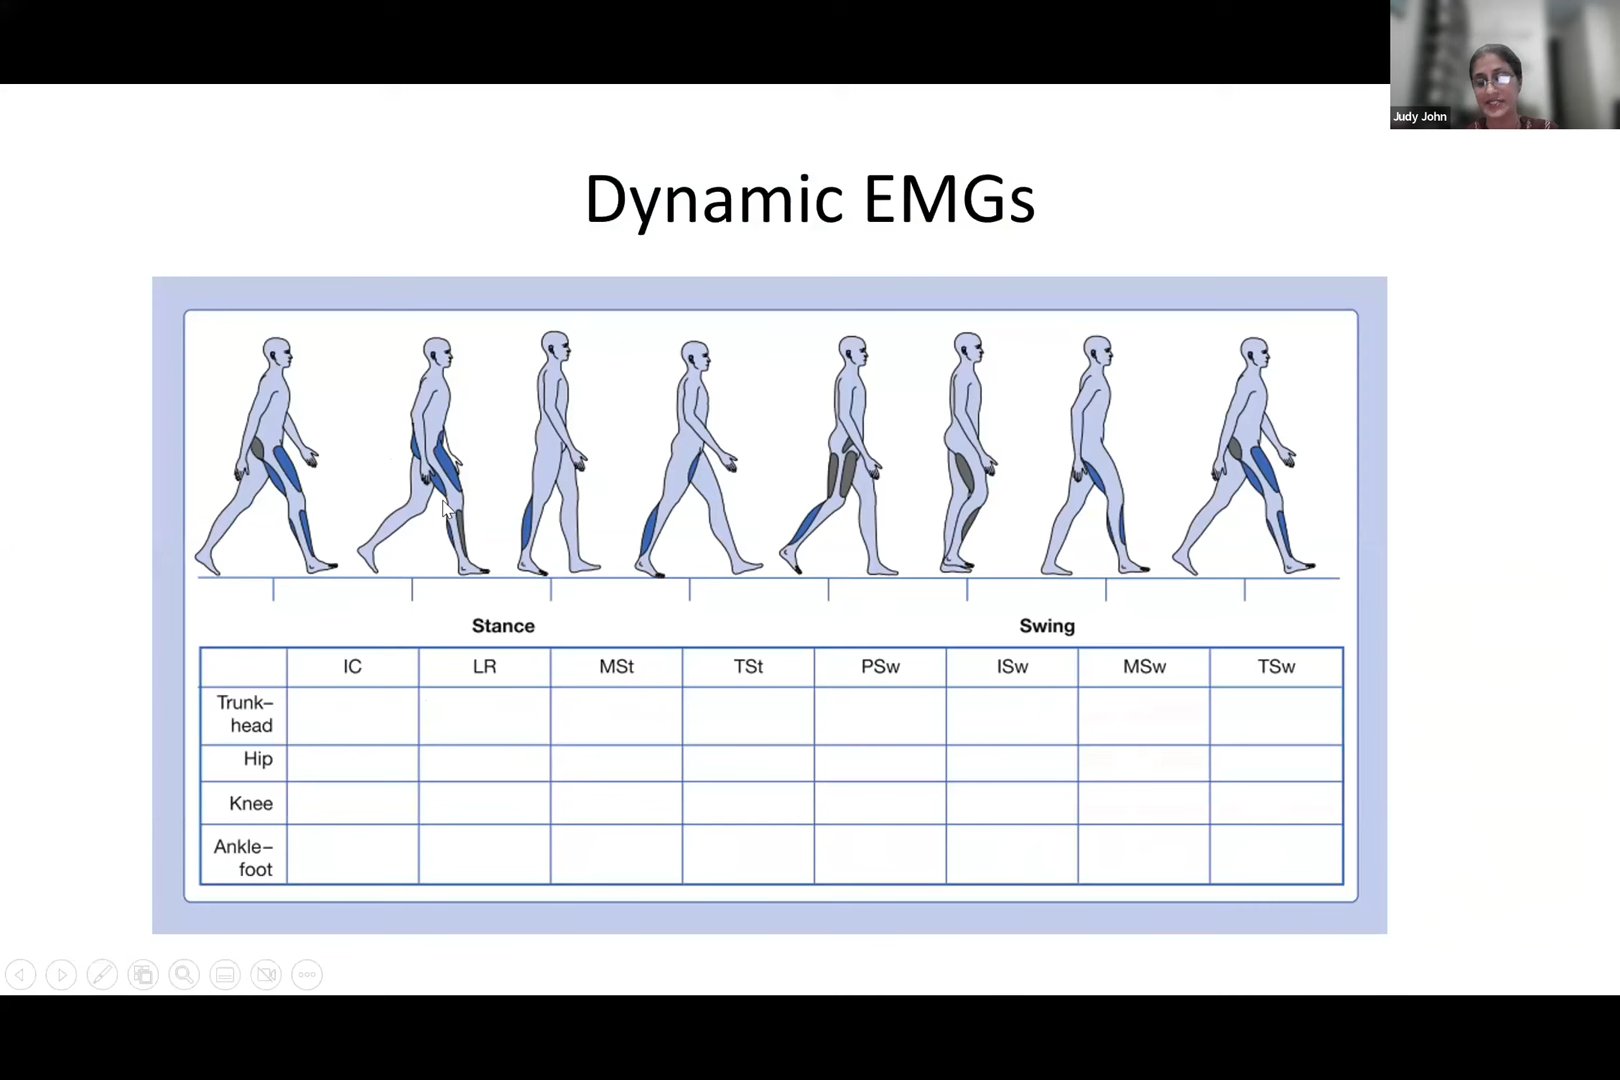 Judy John
Dynamic EMGs
Stance
Swing
IC LR MSt TSt PSw ISw MSw TSw
Trunk–
head
Hip
Knee
Ankle–
foot